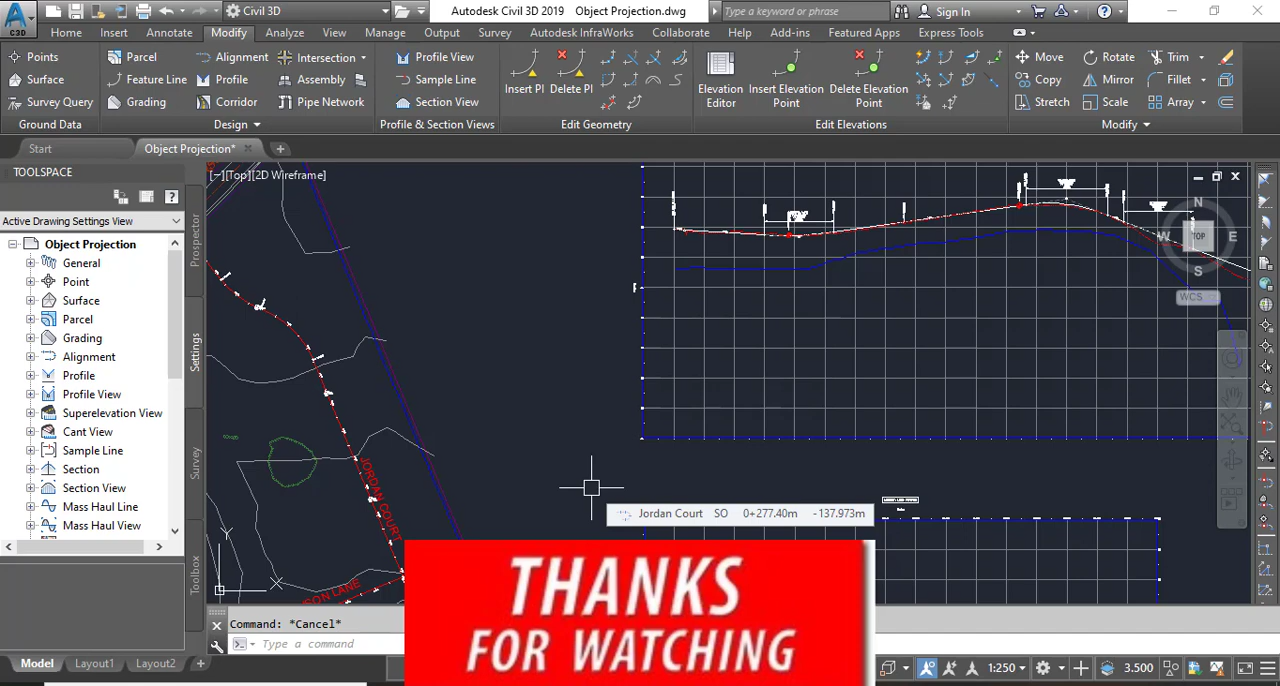 Civil 3D
Autodesk Civil 3D 2019 Object Projection.dwg
Type a keyword or phrase
Sign In
C3D
Home Insert Annotate Modify Analyze View Manage Output Survey Autodesk InfraWorks Collaborate Help Add-ins Featured Apps Express Tools
Points
Surface
Survey Query
Ground Data
Parcel
Feature Line
Grading
Alignment
Profile
Corridor
Intersection
Assembly
Pipe Network
Design
Profile View
Sample Line
Section View
Profile & Section Views
Insert PI
Delete PI
Edit Geometry
Elevation Editor
Insert Elevation Point
Delete Elevation Point
Edit Elevations
Move
Copy
Stretch
Rotate
Mirror
Scale
Trim
Fillet
Array
Modify
Start
Object Projection*
TOOLSPACE
Active Drawing Settings View
Object Projection
General
Point
Surface
Parcel
Grading
Alignment
Profile
Profile View
Superelevation View
Cant View
Sample Line
Section
Section View
Mass Haul Line
Mass Haul View
Prospector
Settings
Survey
Toolbox
[−][Top][2D Wireframe]
N
W
TOP
E
S
WCS
JORDAN COURT
SON LANE
Y
X
Jordan Court SO 0+277.40m -137.973m
Command: *Cancel*
Type a command
THANKS
FOR WATCHING
Model Layout1 Layout2
1:250
3.500